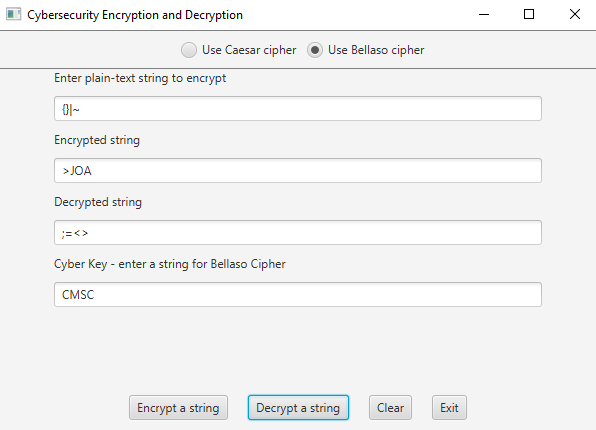 Cybersecurity Encryption and Decryption
Use Caesar cipher Use Bellaso cipher
Enter plain-text string to encrypt
{}|~
Encrypted string
>JOA
Decrypted string
;=<>
Cyber Key - enter a string for Bellaso Cipher
CMSC
Encrypt a string Decrypt a string Clear Exit